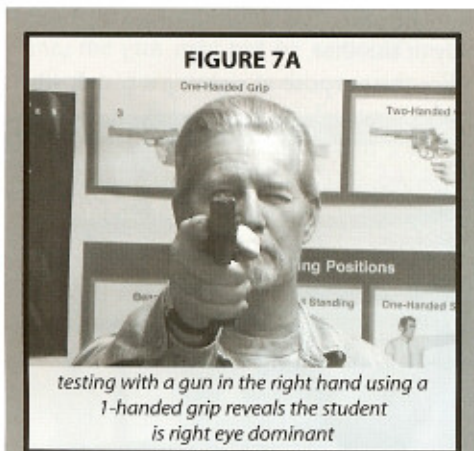 FIGURE 7A
One-Handed Grip
3
Two-Handed
ing Positions
Standing
One-Handed S
testing with a gun in the right hand using a
1-handed grip reveals the student
is right eye dominant